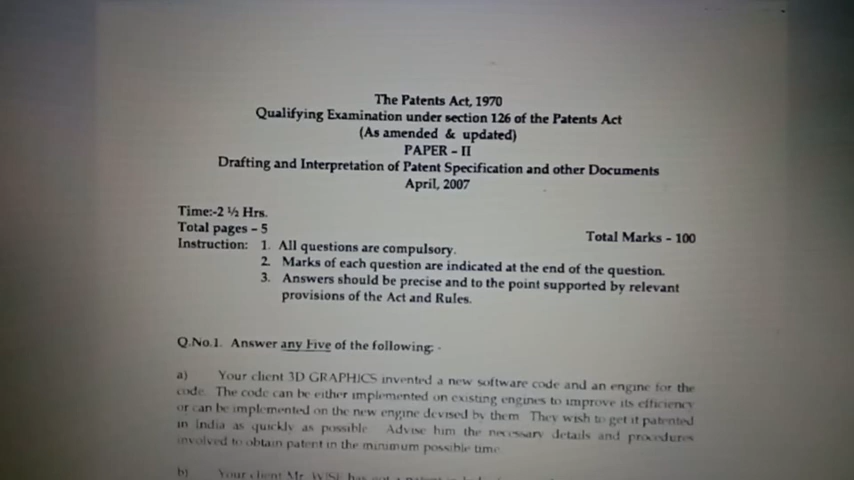 The Patents Act, 1970
Qualifying Examination under section 126 of the Patents Act
(As amended & updated)
PAPER - II
Drafting and Interpretation of Patent Specification and other Documents
April, 2007
Time:-2 ½ Hrs.
Total pages - 5
Total Marks - 100
Instruction: 1. All questions are compulsory.
2. Marks of each question are indicated at the end of the question.
3. Answers should be precise and to the point supported by relevant
provisions of the Act and Rules.
Q.No.1. Answer any Five of the following: -
a) Your client 3D GRAPHICS invented a new software code and an engine for the
code. The code can be either implemented on existing engines to improve its efficiency
or can be implemented on the new engine devised by them. They wish to get it patented
in India as quickly as possible. Advise him the necessary details and procedures
involved to obtain patent in the minimum possible time
b) Your client Mr. WISE has